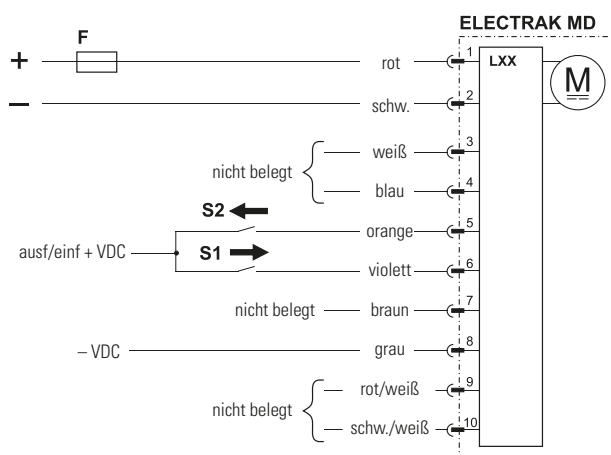 ELECTRAK MD
F
+ rot 1 LXX
M
− schw. 2
weiß 3
nicht belegt
blau 4
S2
orange 5
ausf/einf + VDC
S1
violett 6
nicht belegt braun 7
– VDC grau 8
rot/weiß 9
nicht belegt
schw./weiß 10